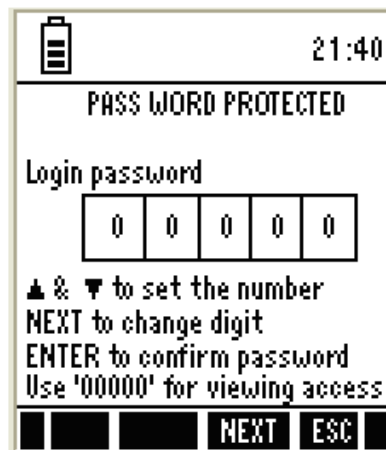 21:40
PASS WORD PROTECTED
Login password
0 0 0 0 0
▲ & ▼ to set the number
NEXT to change digit
ENTER to confirm password
Use '00000' for viewing access
NEXT ESC